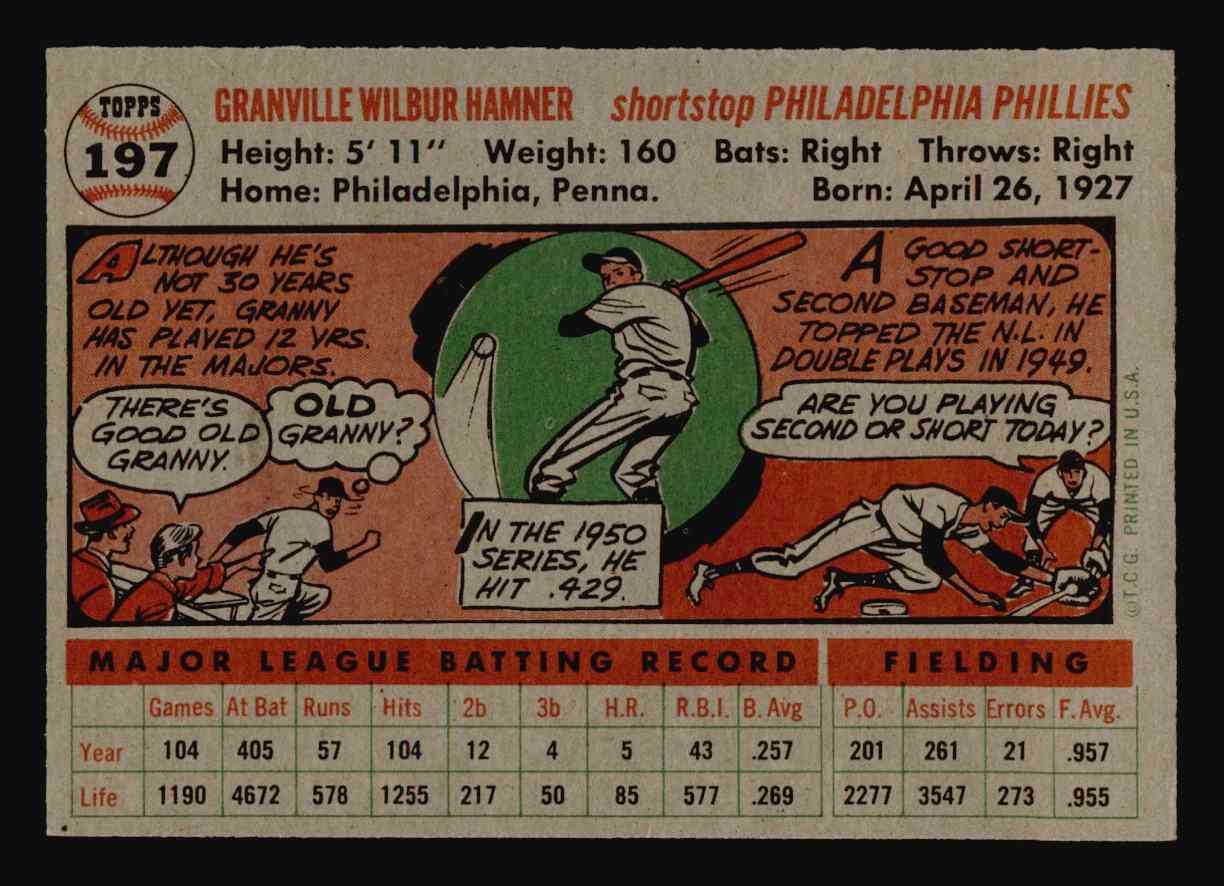 TOPPS
197
GRANVILLE WILBUR HAMNER shortstop PHILADELPHIA PHILLIES
Height: 5' 11" Weight: 160 Bats: Right Throws: Right
Home: Philadelphia, Penna. Born: April 26, 1927
ALTHOUGH HE'S
NOT 30 YEARS
OLD YET, GRANNY
HAS PLAYED 12 YRS.
IN THE MAJORS.
THERE'S
GOOD OLD
GRANNY.
OLD
GRANNY?
IN THE 1950
SERIES, HE
HIT .429.
A GOOD SHORT-
STOP AND
SECOND BASEMAN, HE
TOPPED THE N.L. IN
DOUBLE PLAYS IN 1949.
ARE YOU PLAYING
SECOND OR SHORT TODAY?
©T.C.G. PRINTED IN U.S.A.
MAJOR LEAGUE BATTING RECORD FIELDING
Games At Bat Runs Hits 2b 3b H.R. R.B.I. B. Avg P.O. Assists Errors F. Avg.
Year 104 405 57 104 12 4 5 43 .257 201 261 21 .957
Life 1190 4672 578 1255 217 50 85 577 .269 2277 3547 273 .955